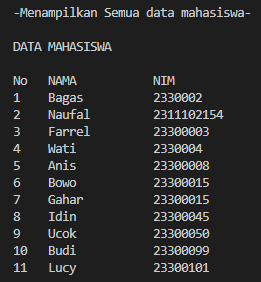 -Menampilkan Semua data mahasiswa-
DATA MAHASISWA
No NAMA NIM
1 Bagas 2330002
2 Naufal 2311102154
3 Farrel 23300003
4 Wati 2330004
5 Anis 23300008
6 Bowo 23300015
7 Gahar 23300015
8 Idin 23300045
9 Ucok 23300050
10 Budi 23300099
11 Lucy 23300101